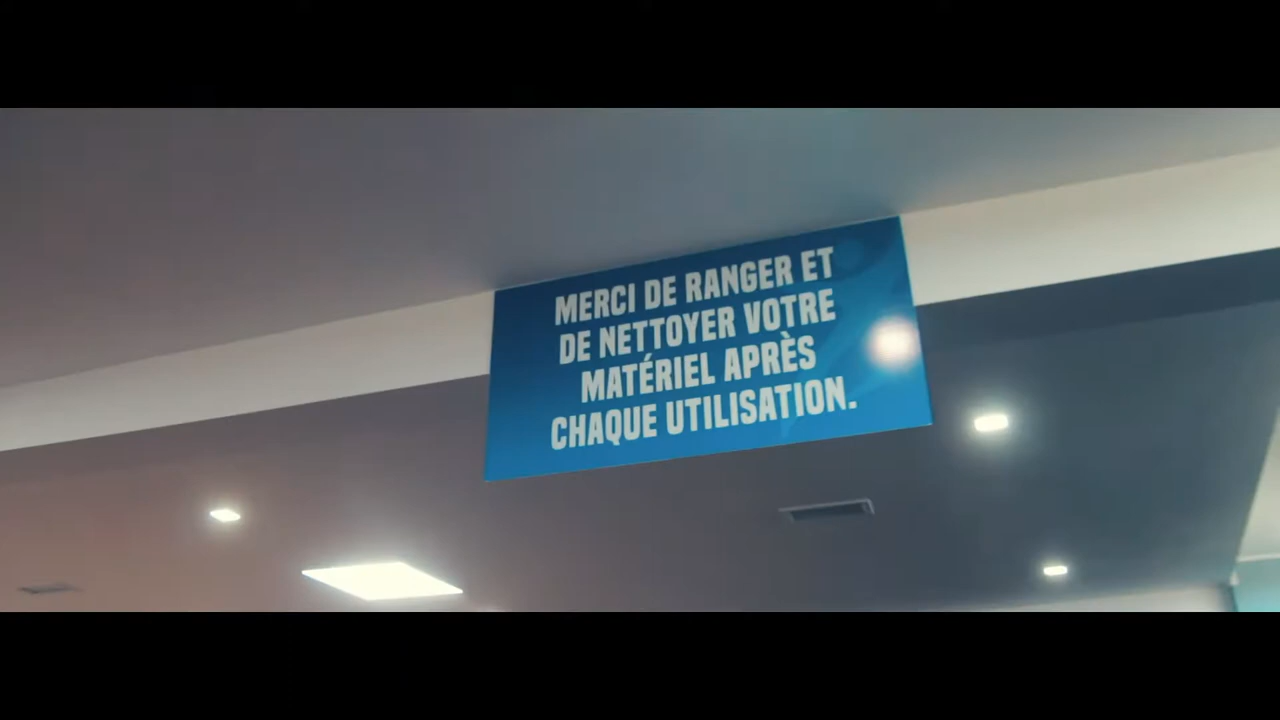 MERCI DE RANGER ET
DE NETTOYER VOTRE
MATÉRIEL APRÈS
CHAQUE UTILISATION.